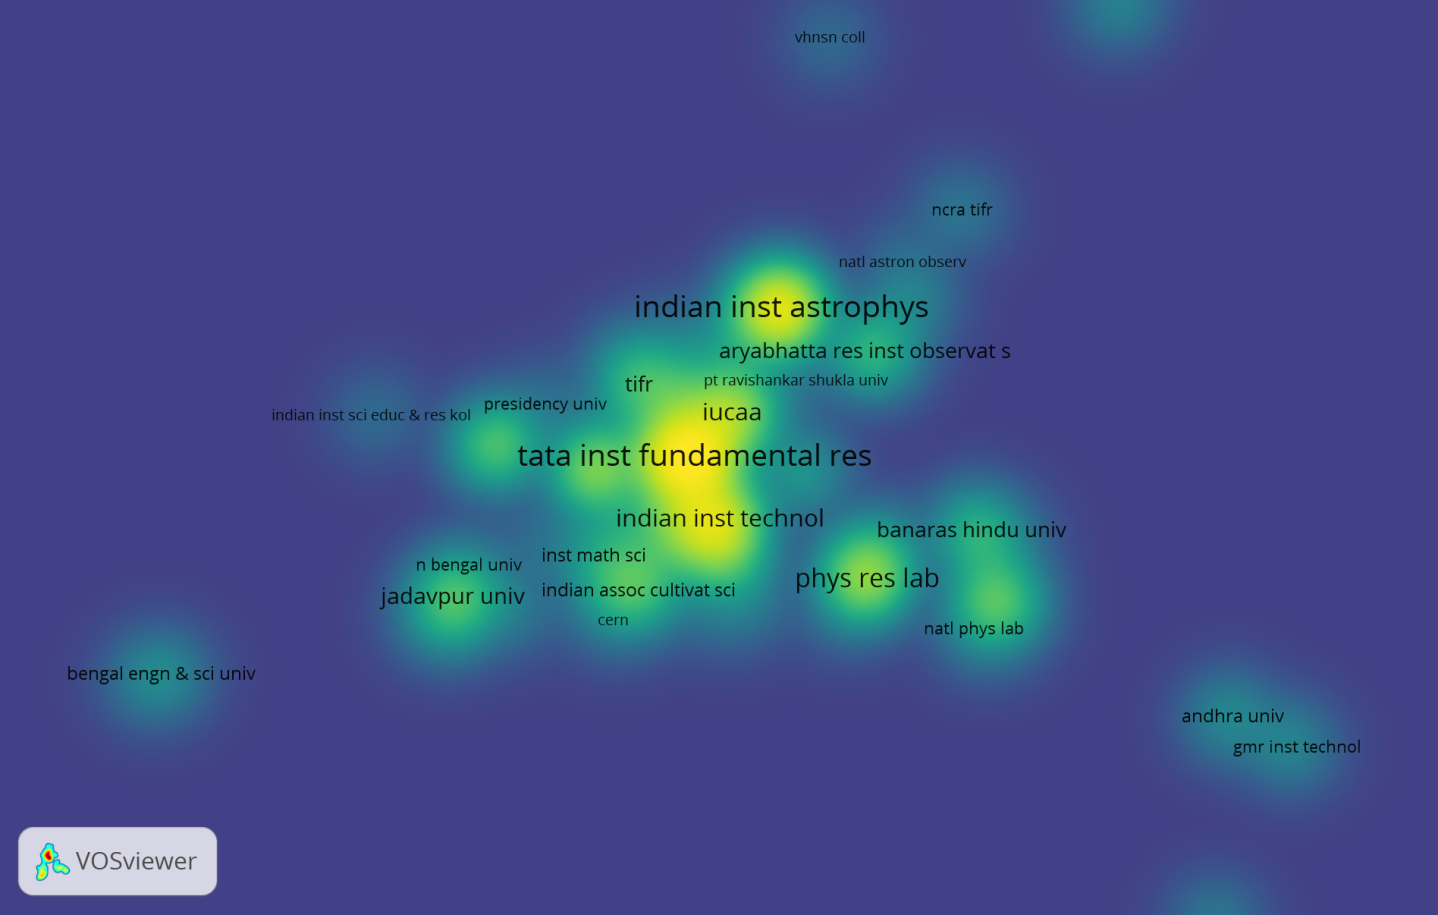 vhnsn coll
ncra tifr
natl astron observ
indian inst astrophys
aryabhatta res inst observat s
pt ravishankar shukla univ
tifr
presidency univ
iucaa
indian inst sci educ & res kol
tata inst fundamental res
indian inst technol
banaras hindu univ
inst math sci
n bengal univ
phys res lab
indian assoc cultivat sci
jadavpur univ
cern
natl phys lab
bengal engn & sci univ
andhra univ
gmr inst technol
VOSviewer